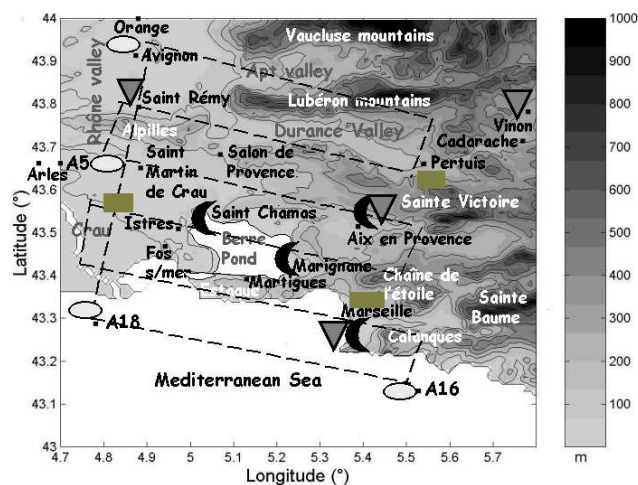 44
43.9
43.8
43.7
43.6
43.5
43.4
43.3
43.2
43.1
43
Latitude (°)
Orange
Avignon
Rhône valley
Vaucluse mountains
Apt valley
Saint Rémy
Lubéron mountains
Vinon
Alpilles
Durance Valley
Cadarache
Arles
A5
Saint
Martin
de Crau
Salon de
Provence
Pertuis
Sainte Victoire
Crau
Istres
Saint Chamas
Aix en Provence
Fos
s/mer
Berre
Pond
Marignane
Martigues
Estaque
Chaîne de
l'étoile
Marseille
Sainte
Baume
A18
Calanques
Mediterranean Sea
A16
4.7
4.8
4.9
5
5.1
5.2
5.3
5.4
5.5
5.6
5.7
Longitude (°)
1000
900
800
700
600
500
400
300
200
100
m